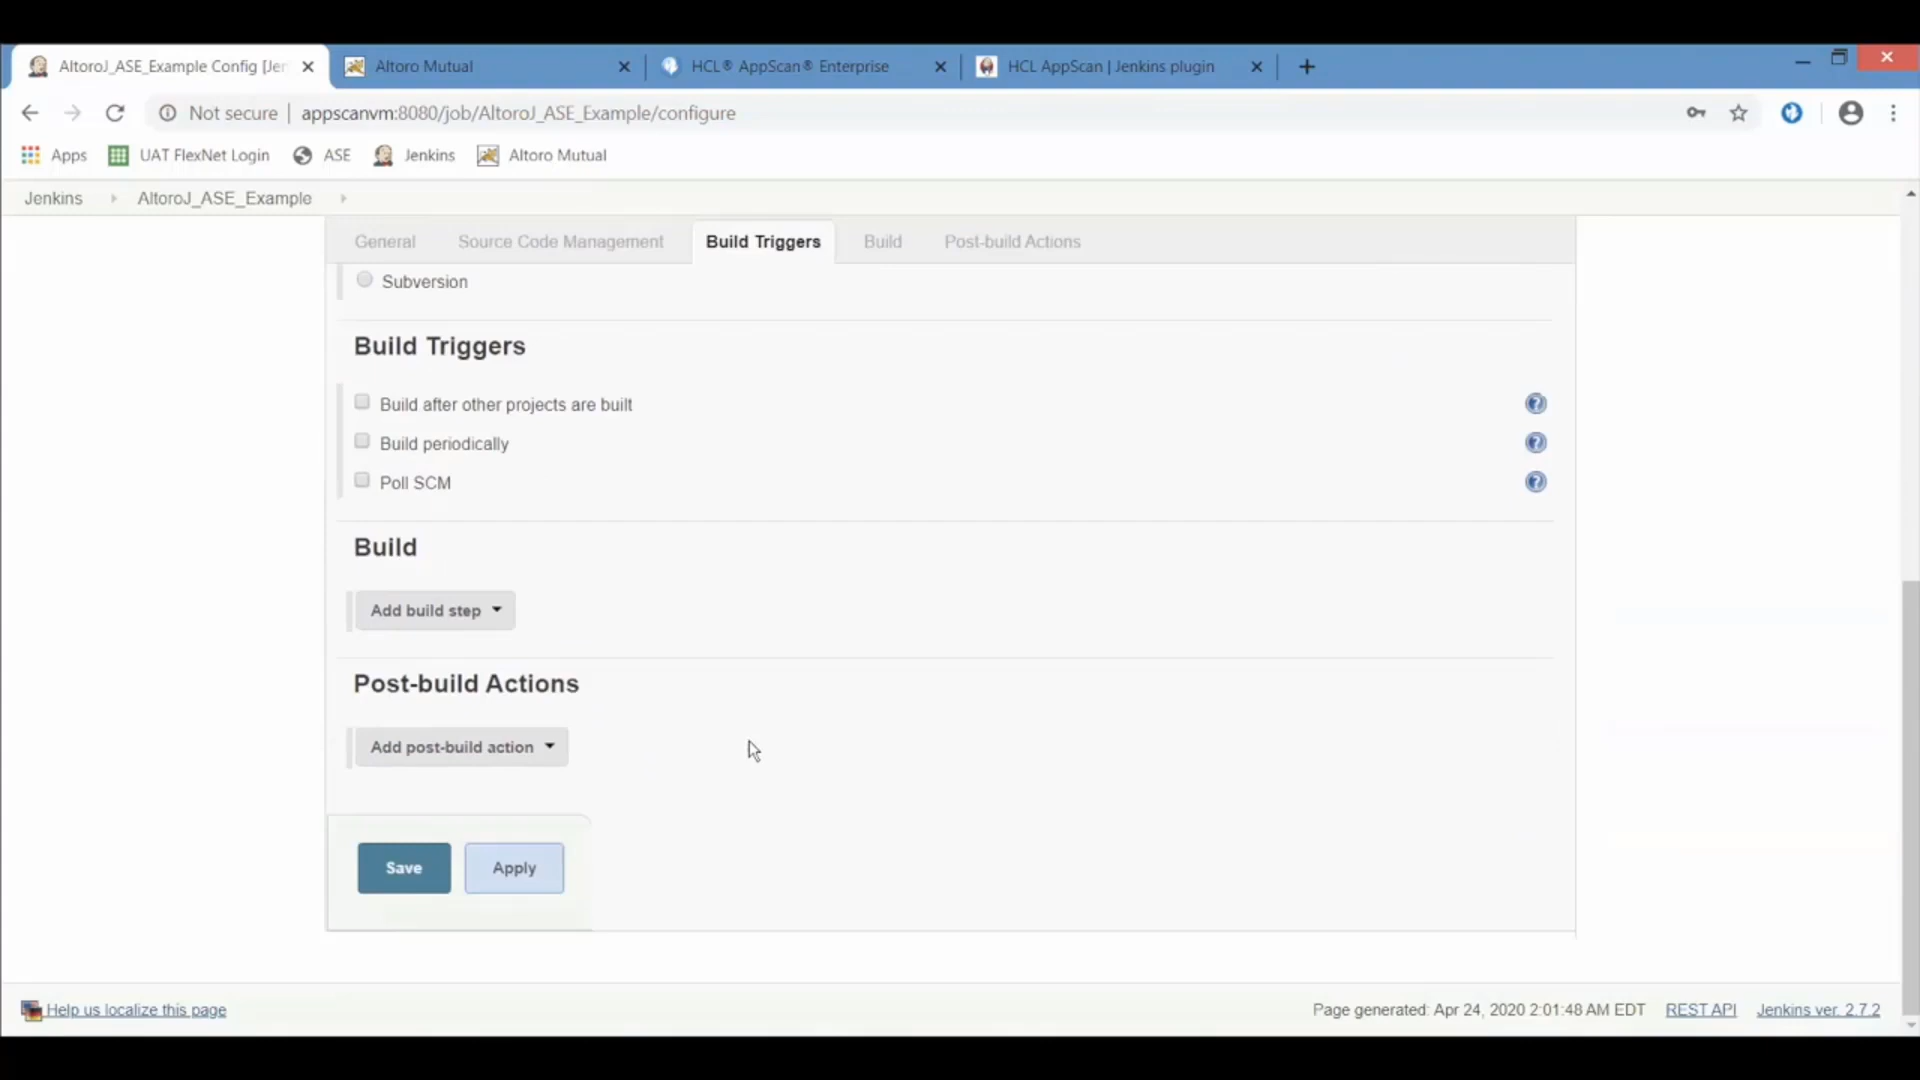 AltoroJ_ASE_Example Config [Jer
Altoro Mutual
HCL® AppScan® Enterprise
HCL AppScan | Jenkins plugin
Not secure | appscanvm:8080/job/AltoroJ_ASE_Example/configure
Apps
UAT FlexNet Login
ASE
Jenkins
Altoro Mutual
Jenkins
AltoroJ_ASE_Example
General
Source Code Management
Build Triggers
Build
Post-build Actions
Subversion
Build Triggers
Build after other projects are built
Build periodically
Poll SCM
Build
Add build step
Post-build Actions
Add post-build action
Save
Apply
Help us localize this page
Page generated: Apr 24, 2020 2:01:48 AM EDT
REST API
Jenkins ver. 2.7.2